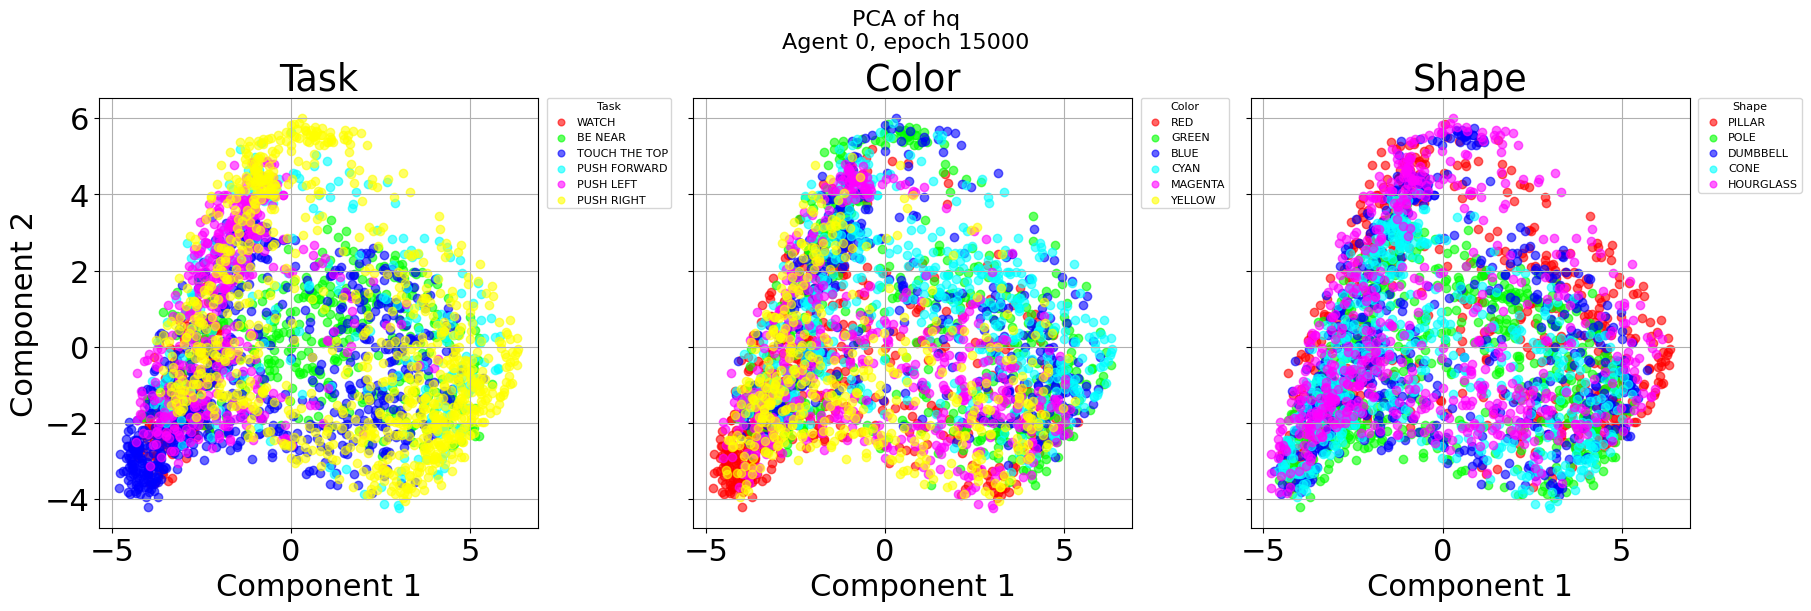 PCA of hq
Agent 0, epoch 15000
Task
Color
Shape
Component 2
6
4
2
0
−2
−4
−5 0 5
Component 1
Task
WATCH
BE NEAR
TOUCH THE TOP
PUSH FORWARD
PUSH LEFT
PUSH RIGHT
−5 0 5
Component 1
Color
RED
GREEN
BLUE
CYAN
MAGENTA
YELLOW
−5 0 5
Component 1
Shape
PILLAR
POLE
DUMBBELL
CONE
HOURGLASS